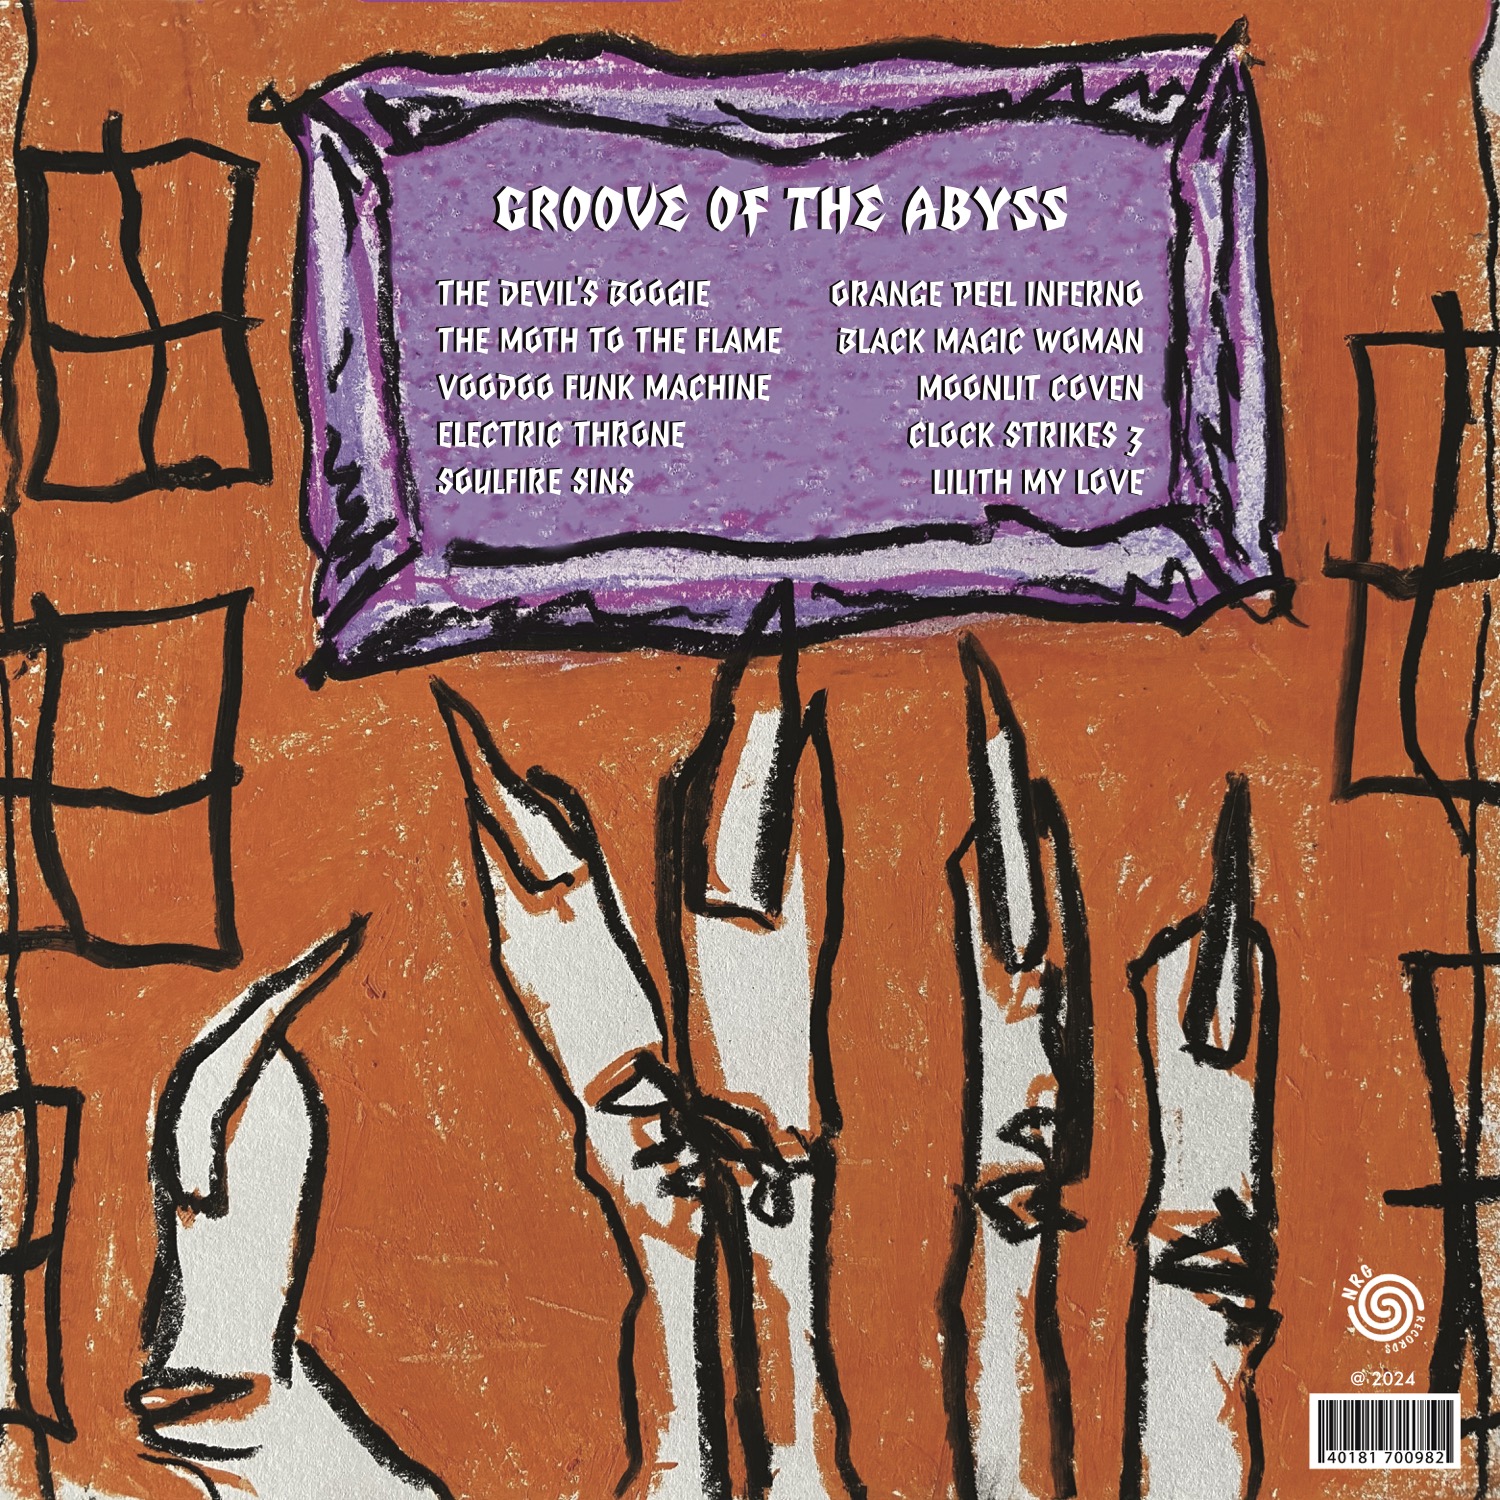 GROOVE OF THE ABYSS
THE DEVIL'S BOOGIE
THE MOTH TO THE FLAME
VOODOO FUNK MACHINE
ELECTRIC THRONE
SOULFIRE SINS
ORANGE PEEL INFERNO
BLACK MAGIC WOMAN
MOONLIT COVEN
CLOCK STRIKES 3
LILITH MY LOVE
NRG
RECORDS
@ 2024
40181 700982